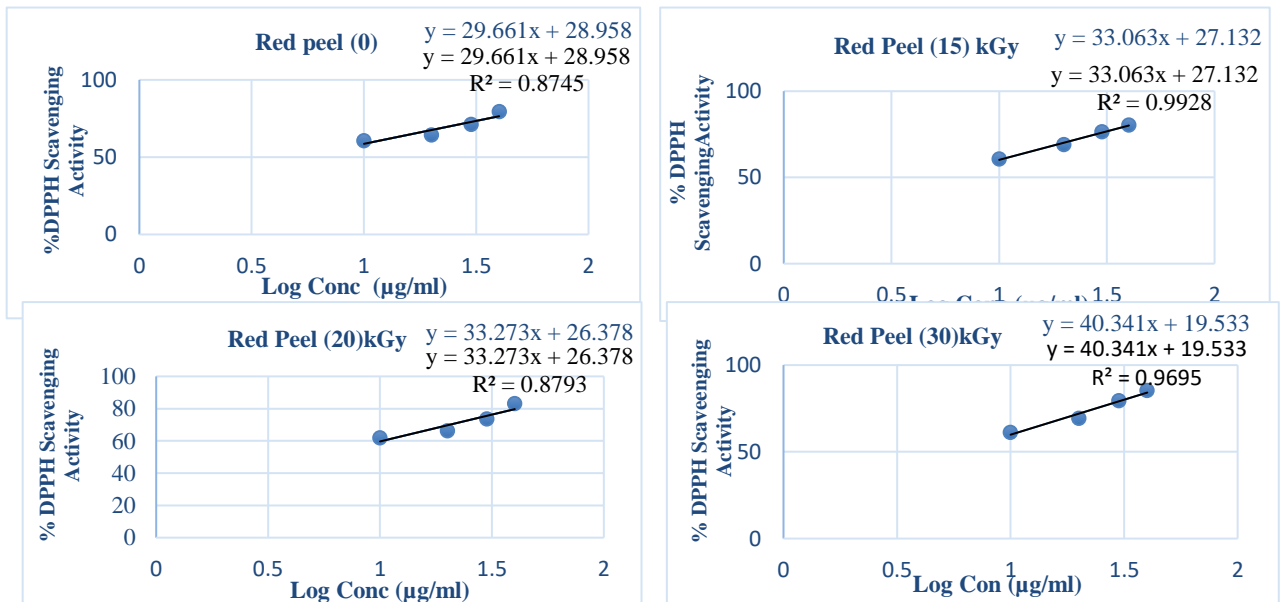 Red peel (0)
y = 29.661x + 28.958
y = 29.661x + 28.958
R² = 0.8745
%DPPH Scavenging
Activity
100
50
0
0 0.5 1 1.5 2
Log Conc (µg/ml)
Red Peel (15) kGy
y = 33.063x + 27.132
y = 33.063x + 27.132
R² = 0.9928
% DPPH
ScavengingActivity
100
50
0
0 0.5 1 1.5 2
Red Peel (20)kGy
y = 33.273x + 26.378
y = 33.273x + 26.378
R² = 0.8793
% DPPH Scavenging
Activity
100
80
60
40
20
0
0 0.5 1 1.5 2
Log Conc (µg/ml)
Red Peel (30)kGy
y = 40.341x + 19.533
y = 40.341x + 19.533
R² = 0.9695
% DPPH Scaveenging
Activity
100
50
0
0 0.5 1 1.5 2
Log Con (µg/ml)